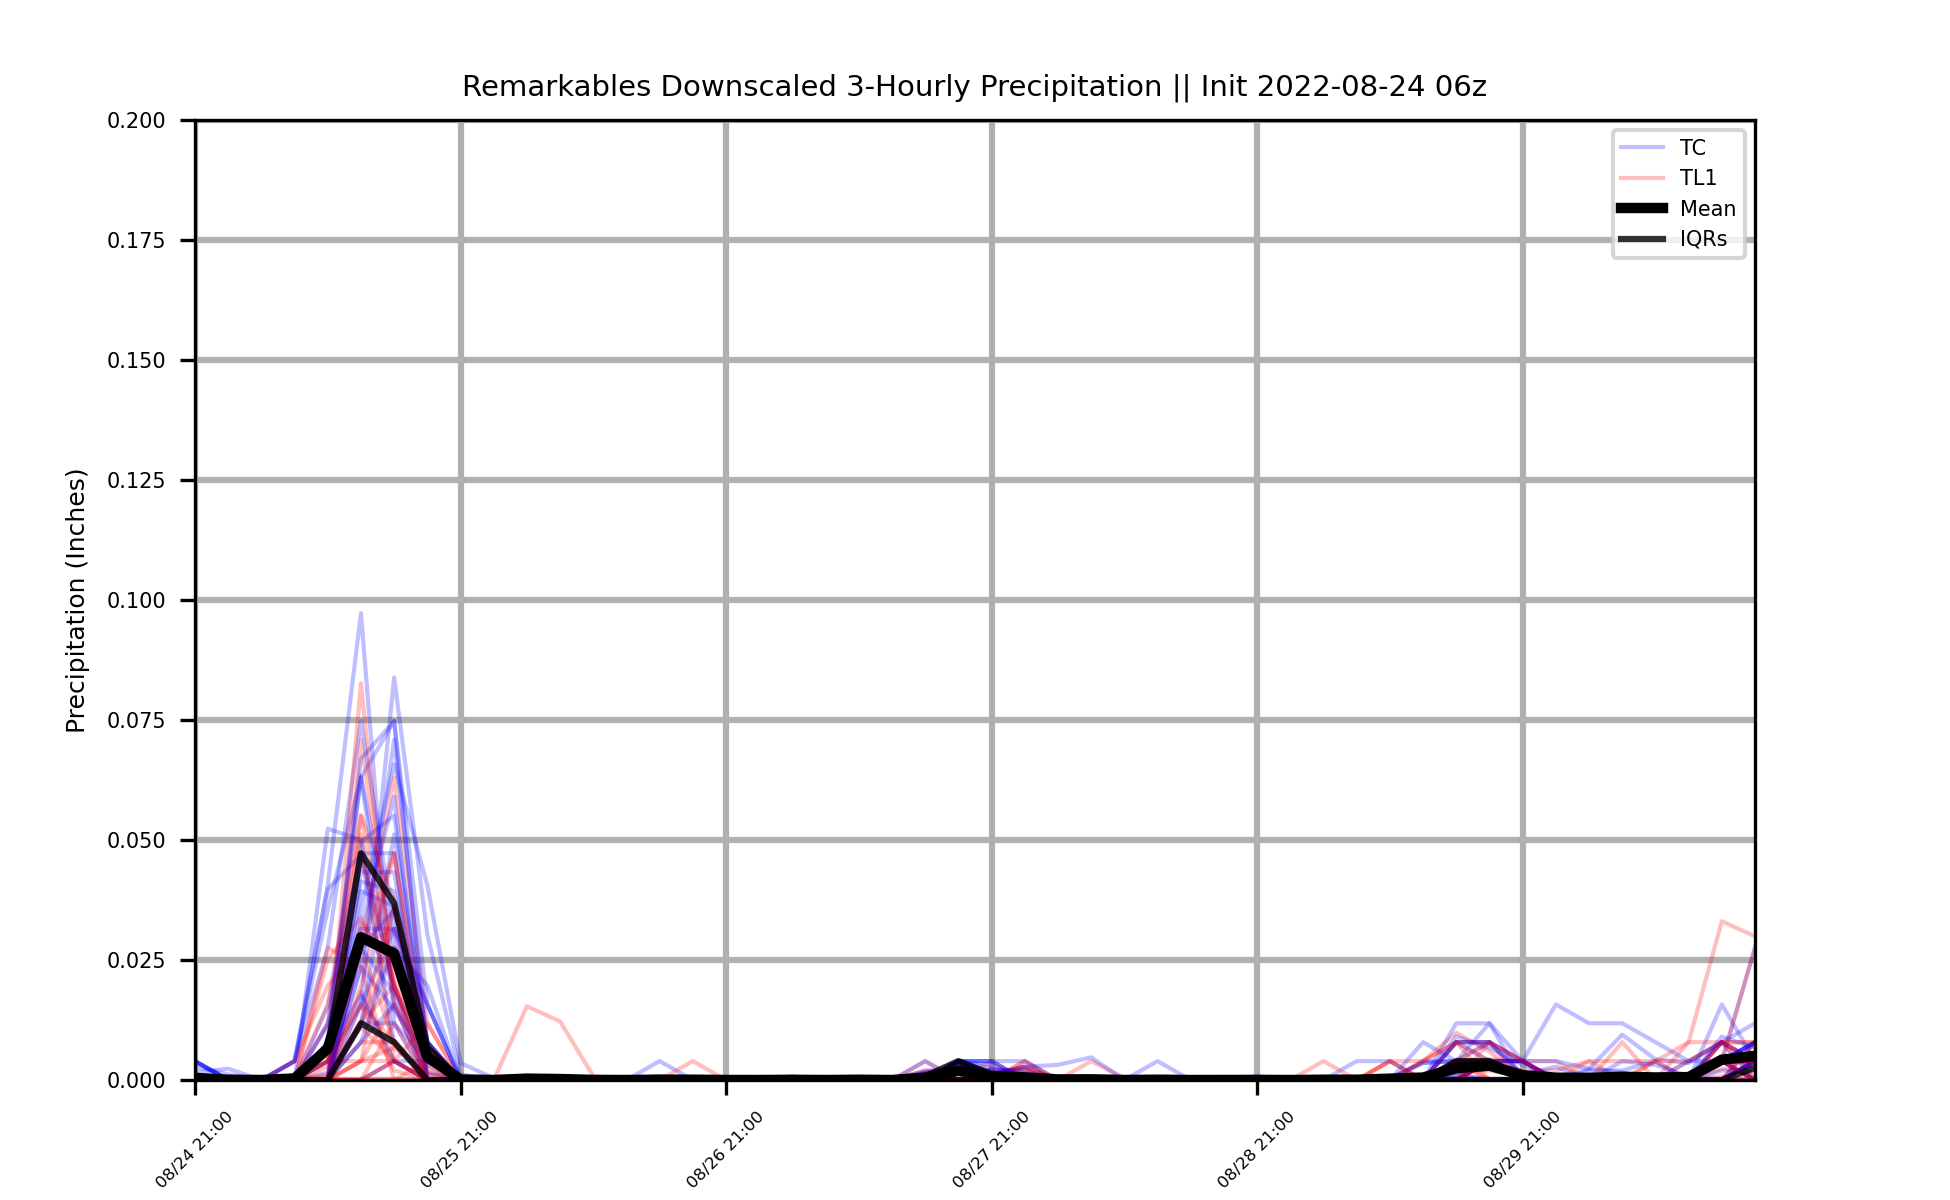 Remarkables Downscaled 3-Hourly Precipitation || Init 2022-08-24 06z
0.200
0.175
0.150
0.125
0.100
0.075
0.050
0.025
0.000
Precipitation (Inches)
TC
TL1
Mean
IQRs
08/24 21:00
08/25 21:00
08/26 21:00
08/27 21:00
08/28 21:00
08/29 21:00